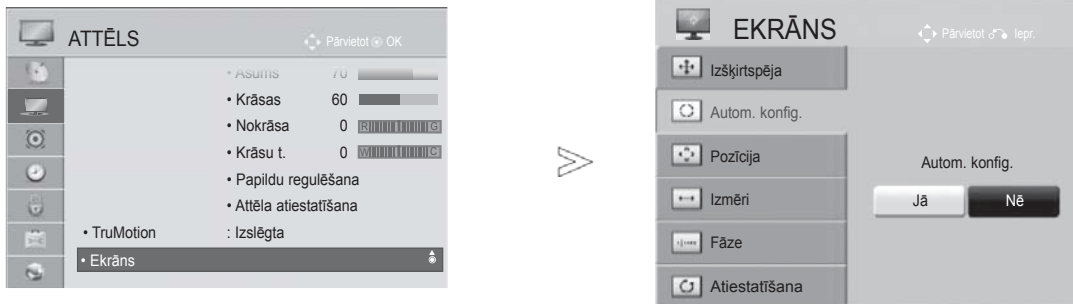 ATTĒLS
Pārvietot OK
• Asums 70
• Krāsas 60
• Nokrāsa 0 R G
• Krāsu t. 0 W C
• Papildu regulēšana
• Attēla atiestatīšana
• TruMotion : Izslēgta
• Ekrāns
EKRĀNS
Pārvietot Iepr.
Izšķirtspēja
Autom. konfig.
Pozīcija
Izmēri
Fāze
Atiestatīšana
Autom. konfig.
Jā Nē